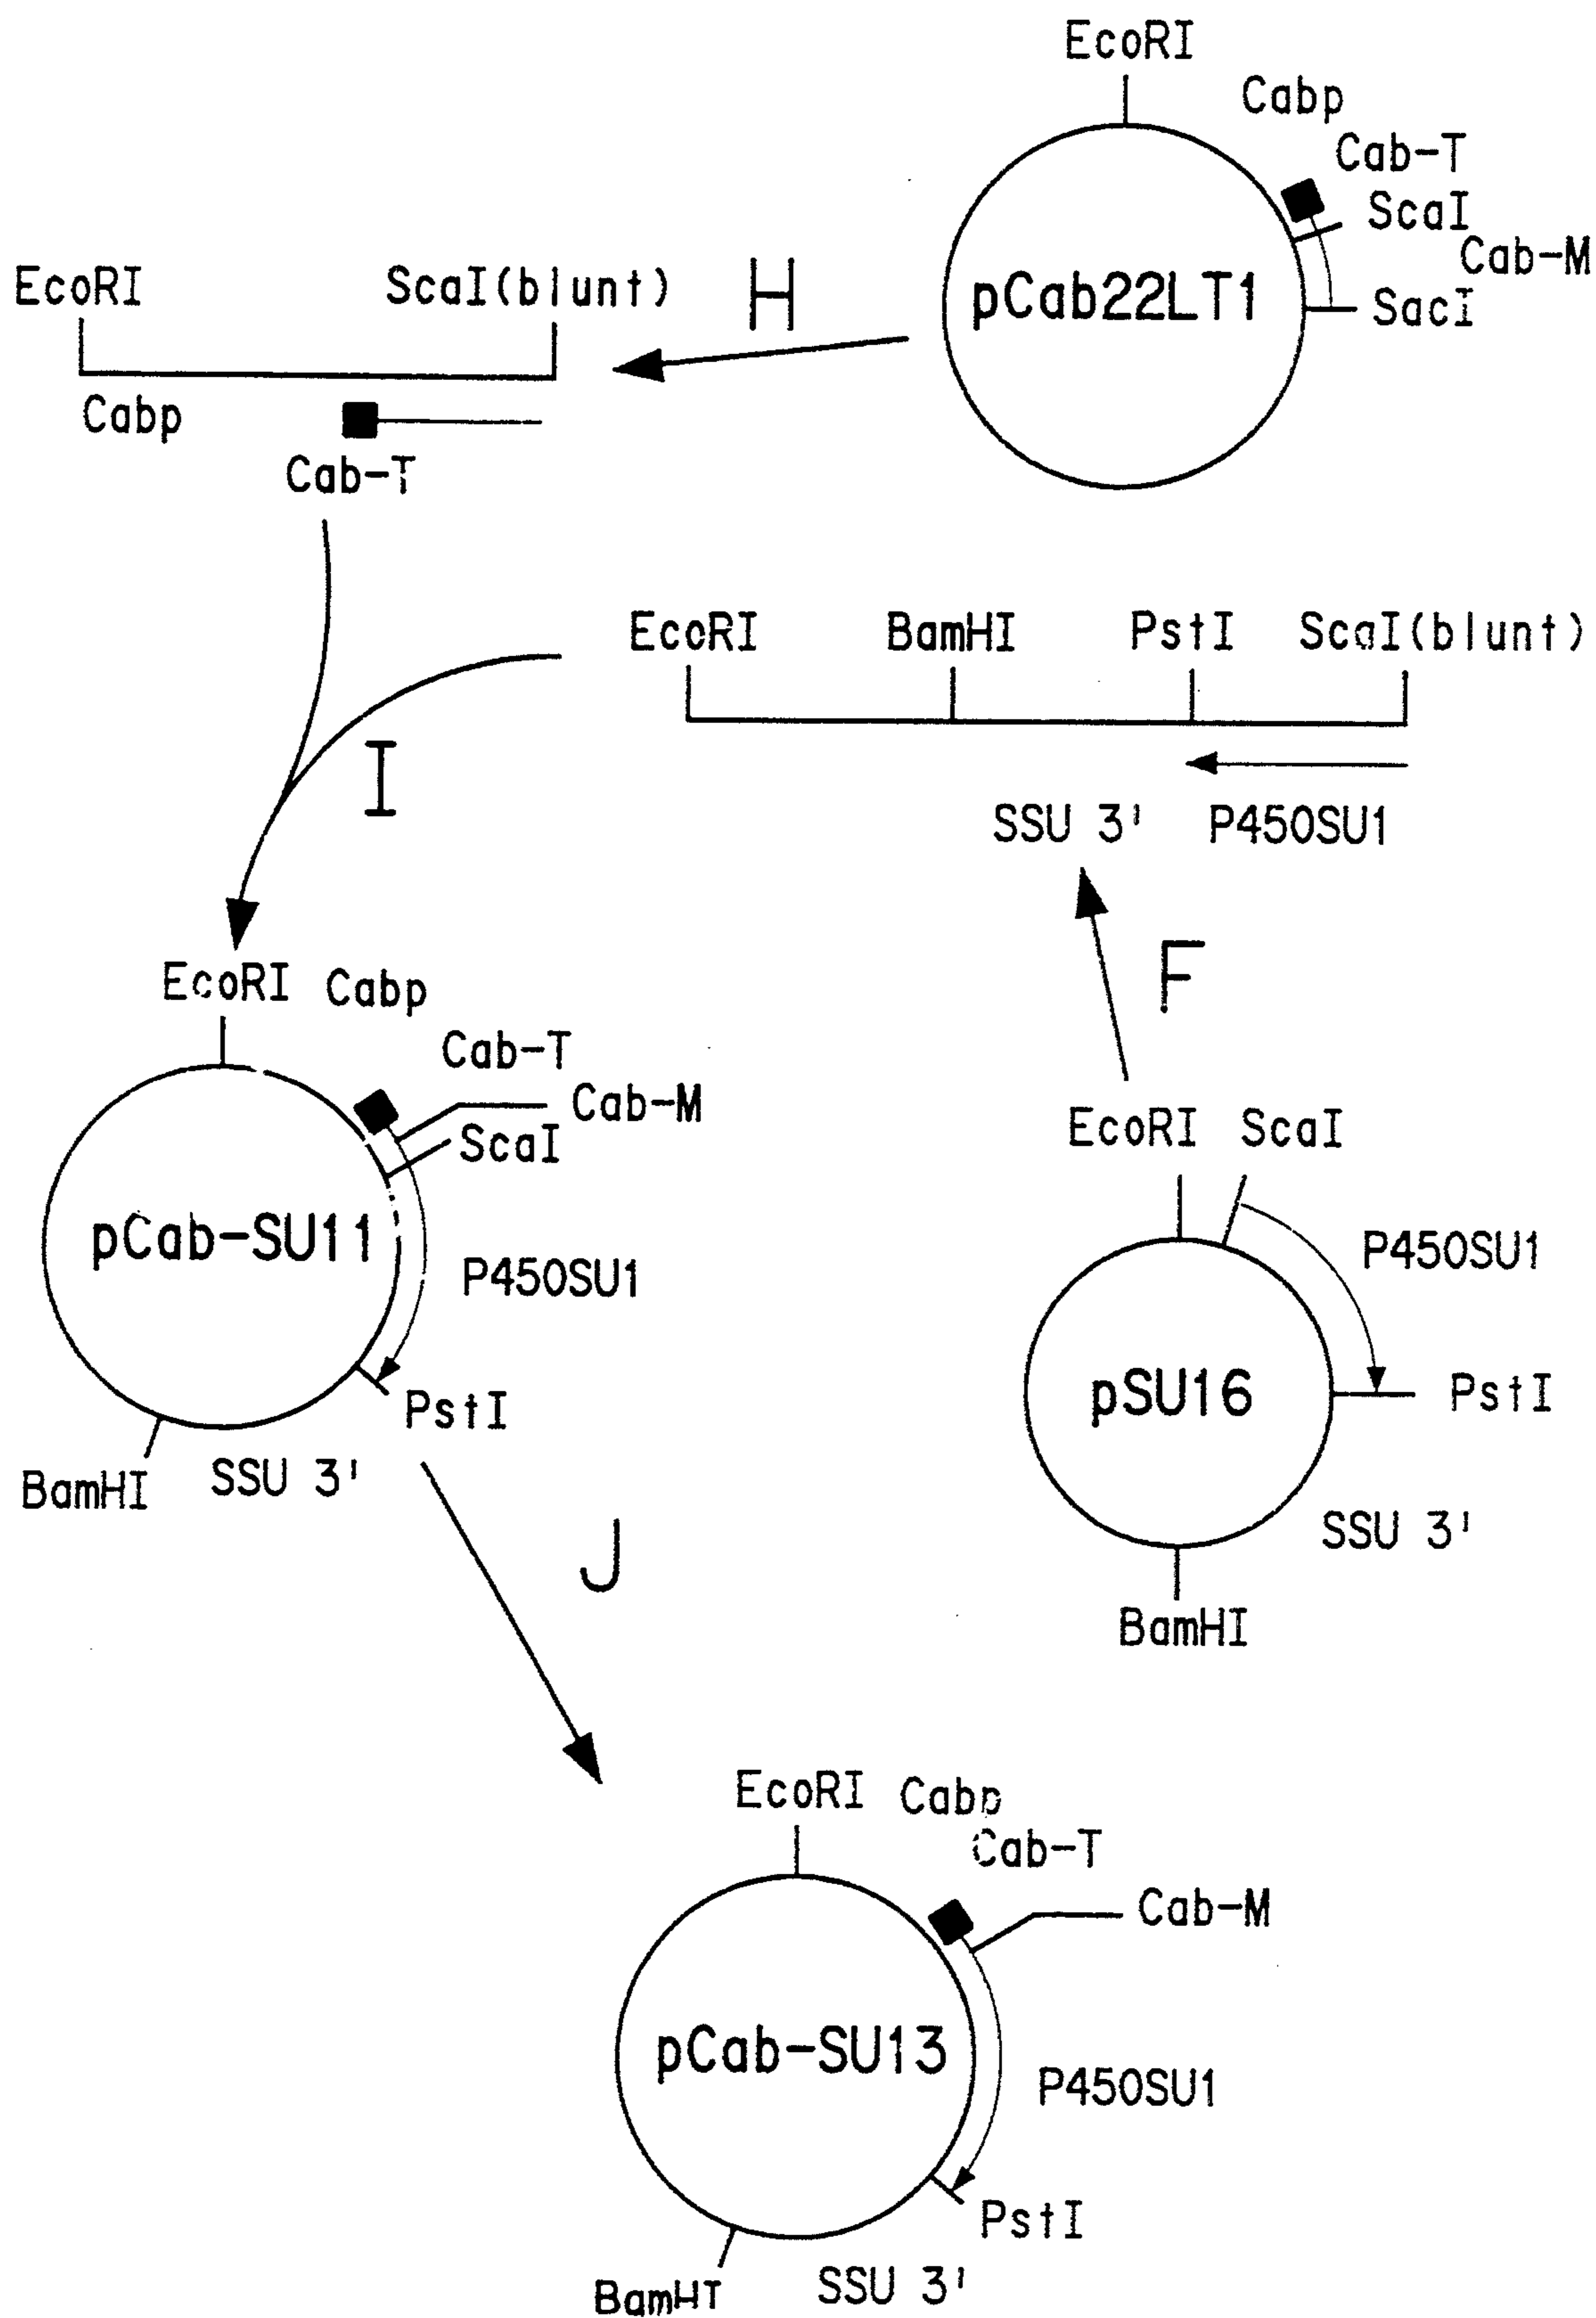 EcoRI
Cabp
Cab-T
ScaI
Cab-M
SacI
pCab22LT1
H
EcoRI ScaI(blunt)
Cabp
Cab-T
EcoRI BamHI PstI ScaI(blunt)
SSU 3' P450SU1
I
F
EcoRI Cabp
Cab-T
Cab-M
ScaI
pCab-SU11
P450SU1
PstI
BamHI SSU 3'
EcoRI ScaI
P450SU1
pSU16
PstI
SSU 3'
BamHI
J
EcoRI Cabp
Cab-T
Cab-M
pCab-SU13
P450SU1
PstI
BamHI SSU 3'